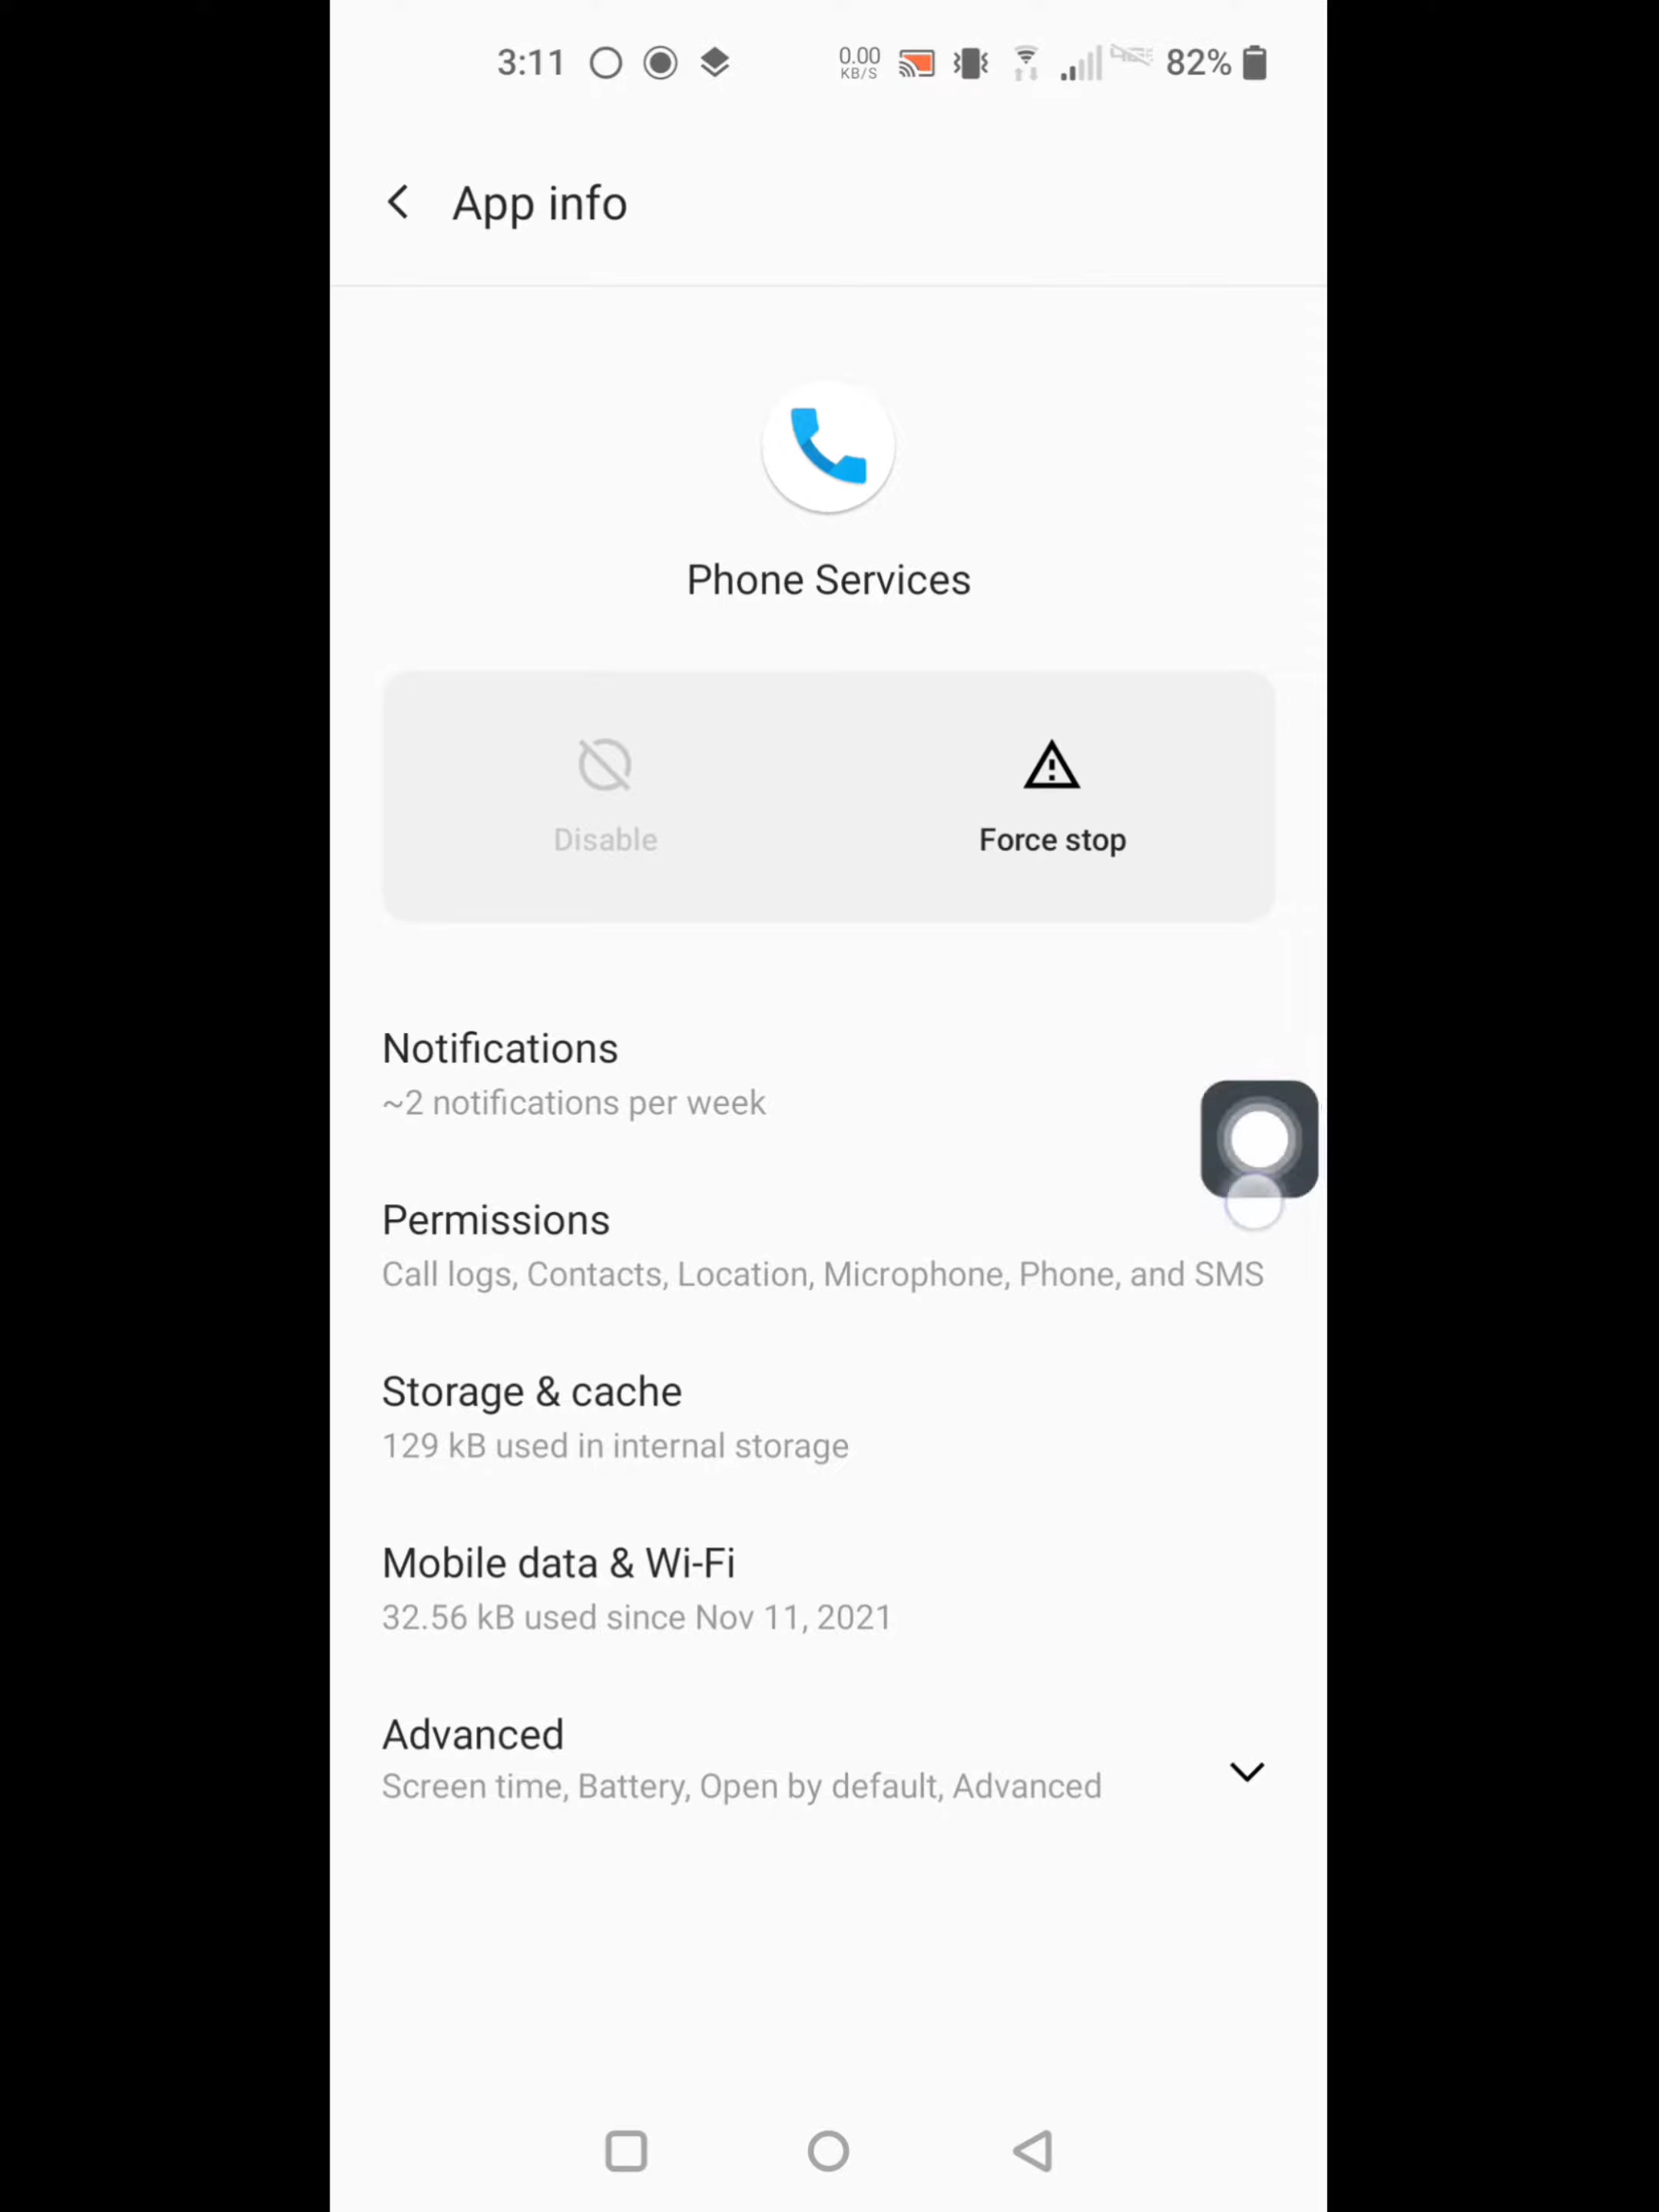 3:11 0.00 KB/S 82%
App info
Phone Services
Disable
Force stop
Notifications
~2 notifications per week
Permissions
Call logs, Contacts, Location, Microphone, Phone, and SMS
Storage & cache
129 kB used in internal storage
Mobile data & Wi-Fi
32.56 kB used since Nov 11, 2021
Advanced
Screen time, Battery, Open by default, Advanced